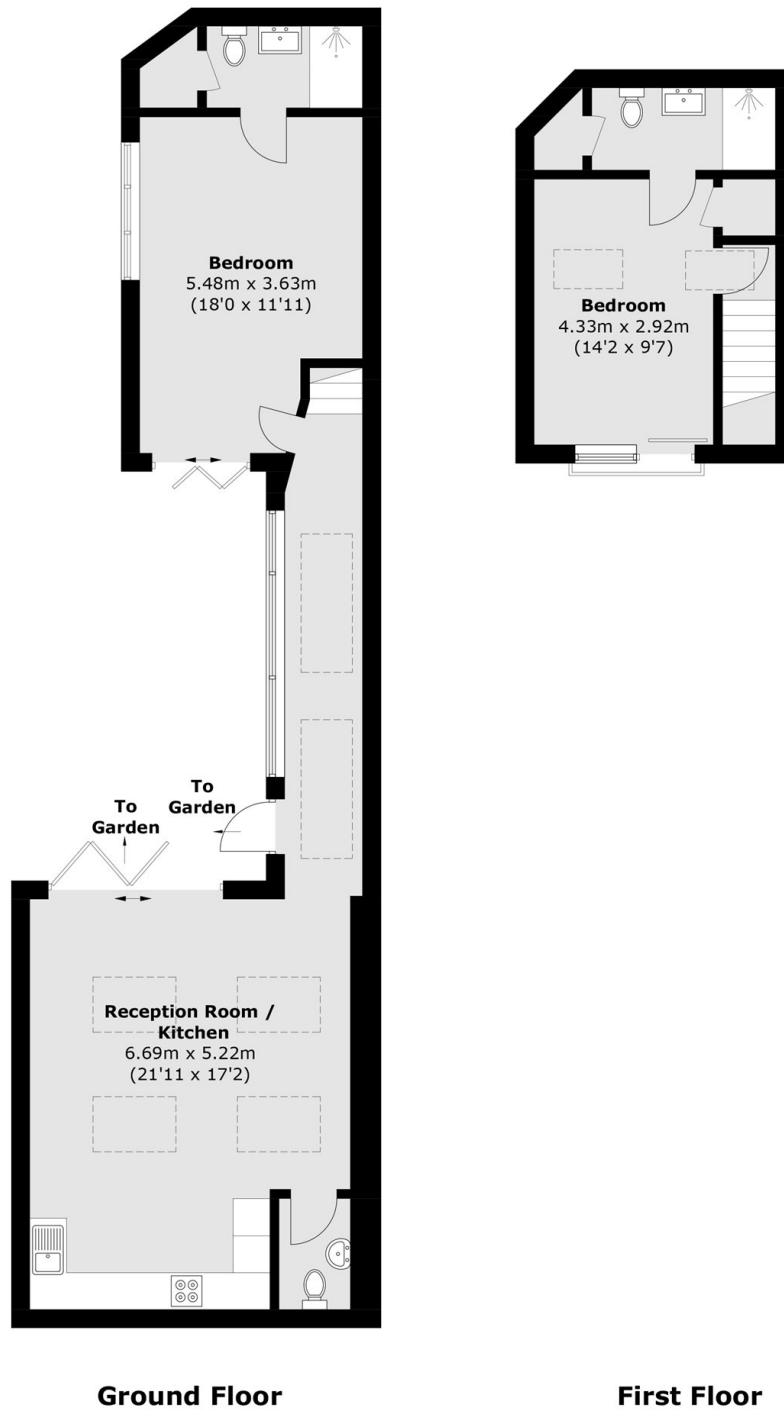 Bedroom
5.48m x 3.63m
(18'0 x 11'11)
Bedroom
4.33m x 2.92m
(14'2 x 9'7)
To
Garden
To
Garden
Reception Room /
Kitchen
6.69m x 5.22m
(21'11 x 17'2)
Ground Floor
First Floor